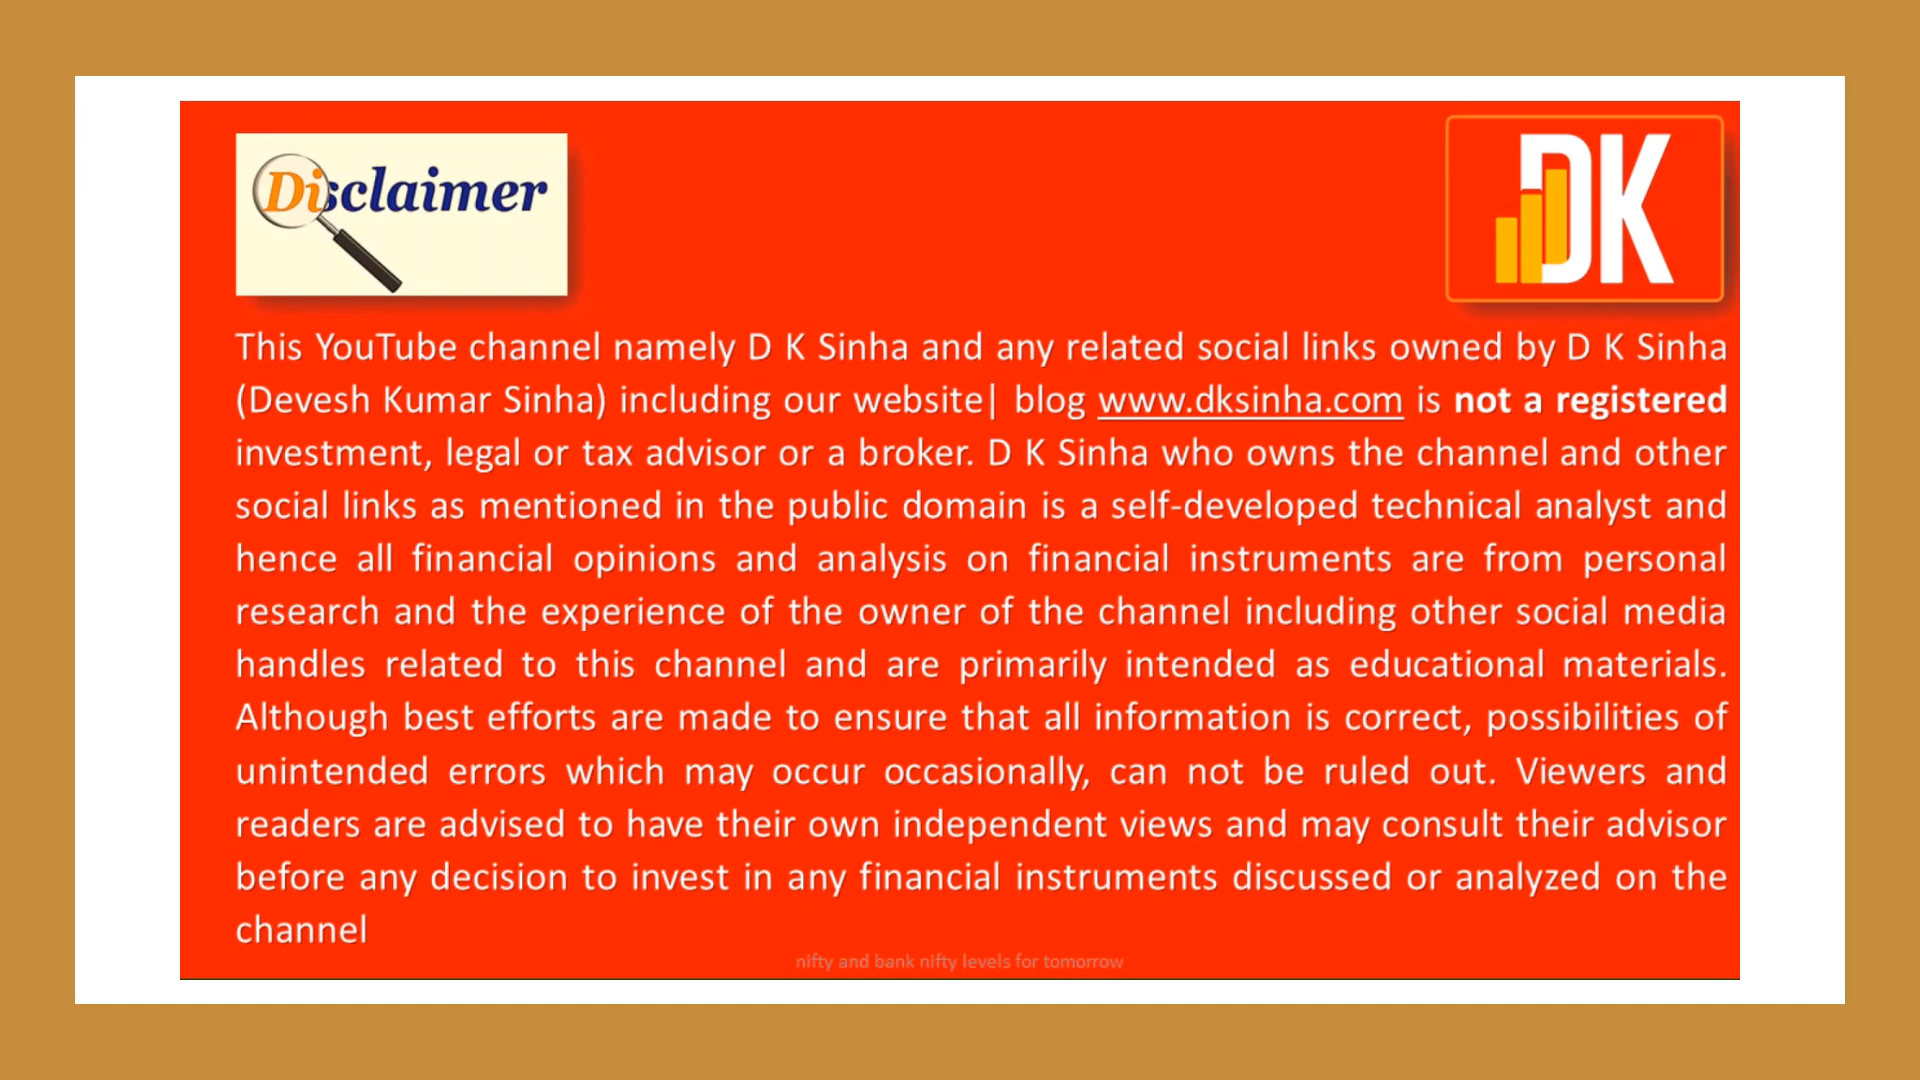 Disclaimer
DK
This YouTube channel namely D K Sinha and any related social links owned by D K Sinha
(Devesh Kumar Sinha) including our website| blog www.dksinha.com is not a registered
investment, legal or tax advisor or a broker. D K Sinha who owns the channel and other
social links as mentioned in the public domain is a self-developed technical analyst and
hence all financial opinions and analysis on financial instruments are from personal
research and the experience of the owner of the channel including other social media
handles related to this channel and are primarily intended as educational materials.
Although best efforts are made to ensure that all information is correct, possibilities of
unintended errors which may occur occasionally, can not be ruled out. Viewers and
readers are advised to have their own independent views and may consult their advisor
before any decision to invest in any financial instruments discussed or analyzed on the
channel
nifty and bank nifty levels for tomorrow